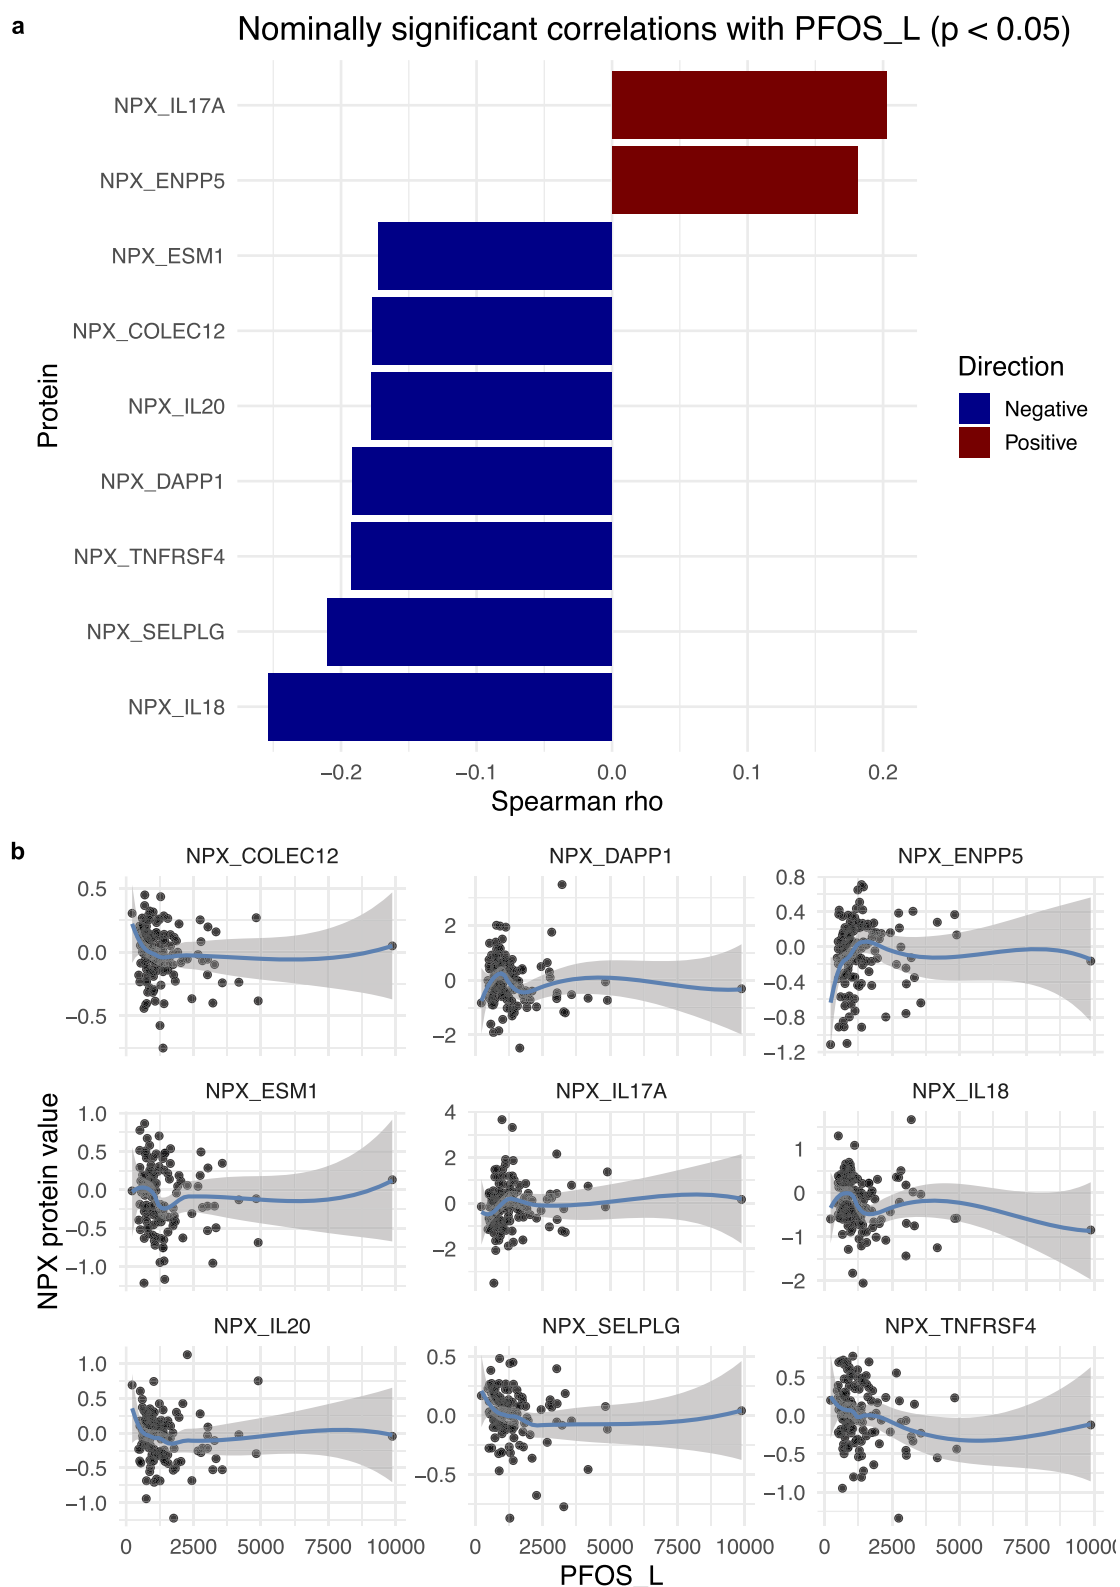 a
Nominally significant correlations with PFOS_L (p < 0.05)
NPX_IL17A
NPX_ENPP5
NPX_ESM1
NPX_COLEC12
NPX_IL20
NPX_DAPP1
NPX_TNFRSF4
NPX_SELPLG
NPX_IL18
Protein
−0.2 −0.1 0.0 0.1 0.2
Spearman rho
Direction
Negative
Positive
b
NPX_COLEC12 NPX_DAPP1 NPX_ENPP5
0.5
0.0
−0.5
2
0
−2
0.8
0.4
0.0
−0.4
−0.8
−1.2
NPX_ESM1 NPX_IL17A NPX_IL18
1.0
0.5
0.0
−0.5
−1.0
4
2
0
−2
1
0
−1
−2
NPX protein value
NPX_IL20 NPX_SELPLG NPX_TNFRSF4
1.0
0.5
0.0
−0.5
−1.0
0.5
0.0
−0.5
0.5
0.0
−0.5
−1.0
0 2500 5000 7500 10000 0 2500 5000 7500 10000 0 2500 5000 7500 1000
PFOS_L